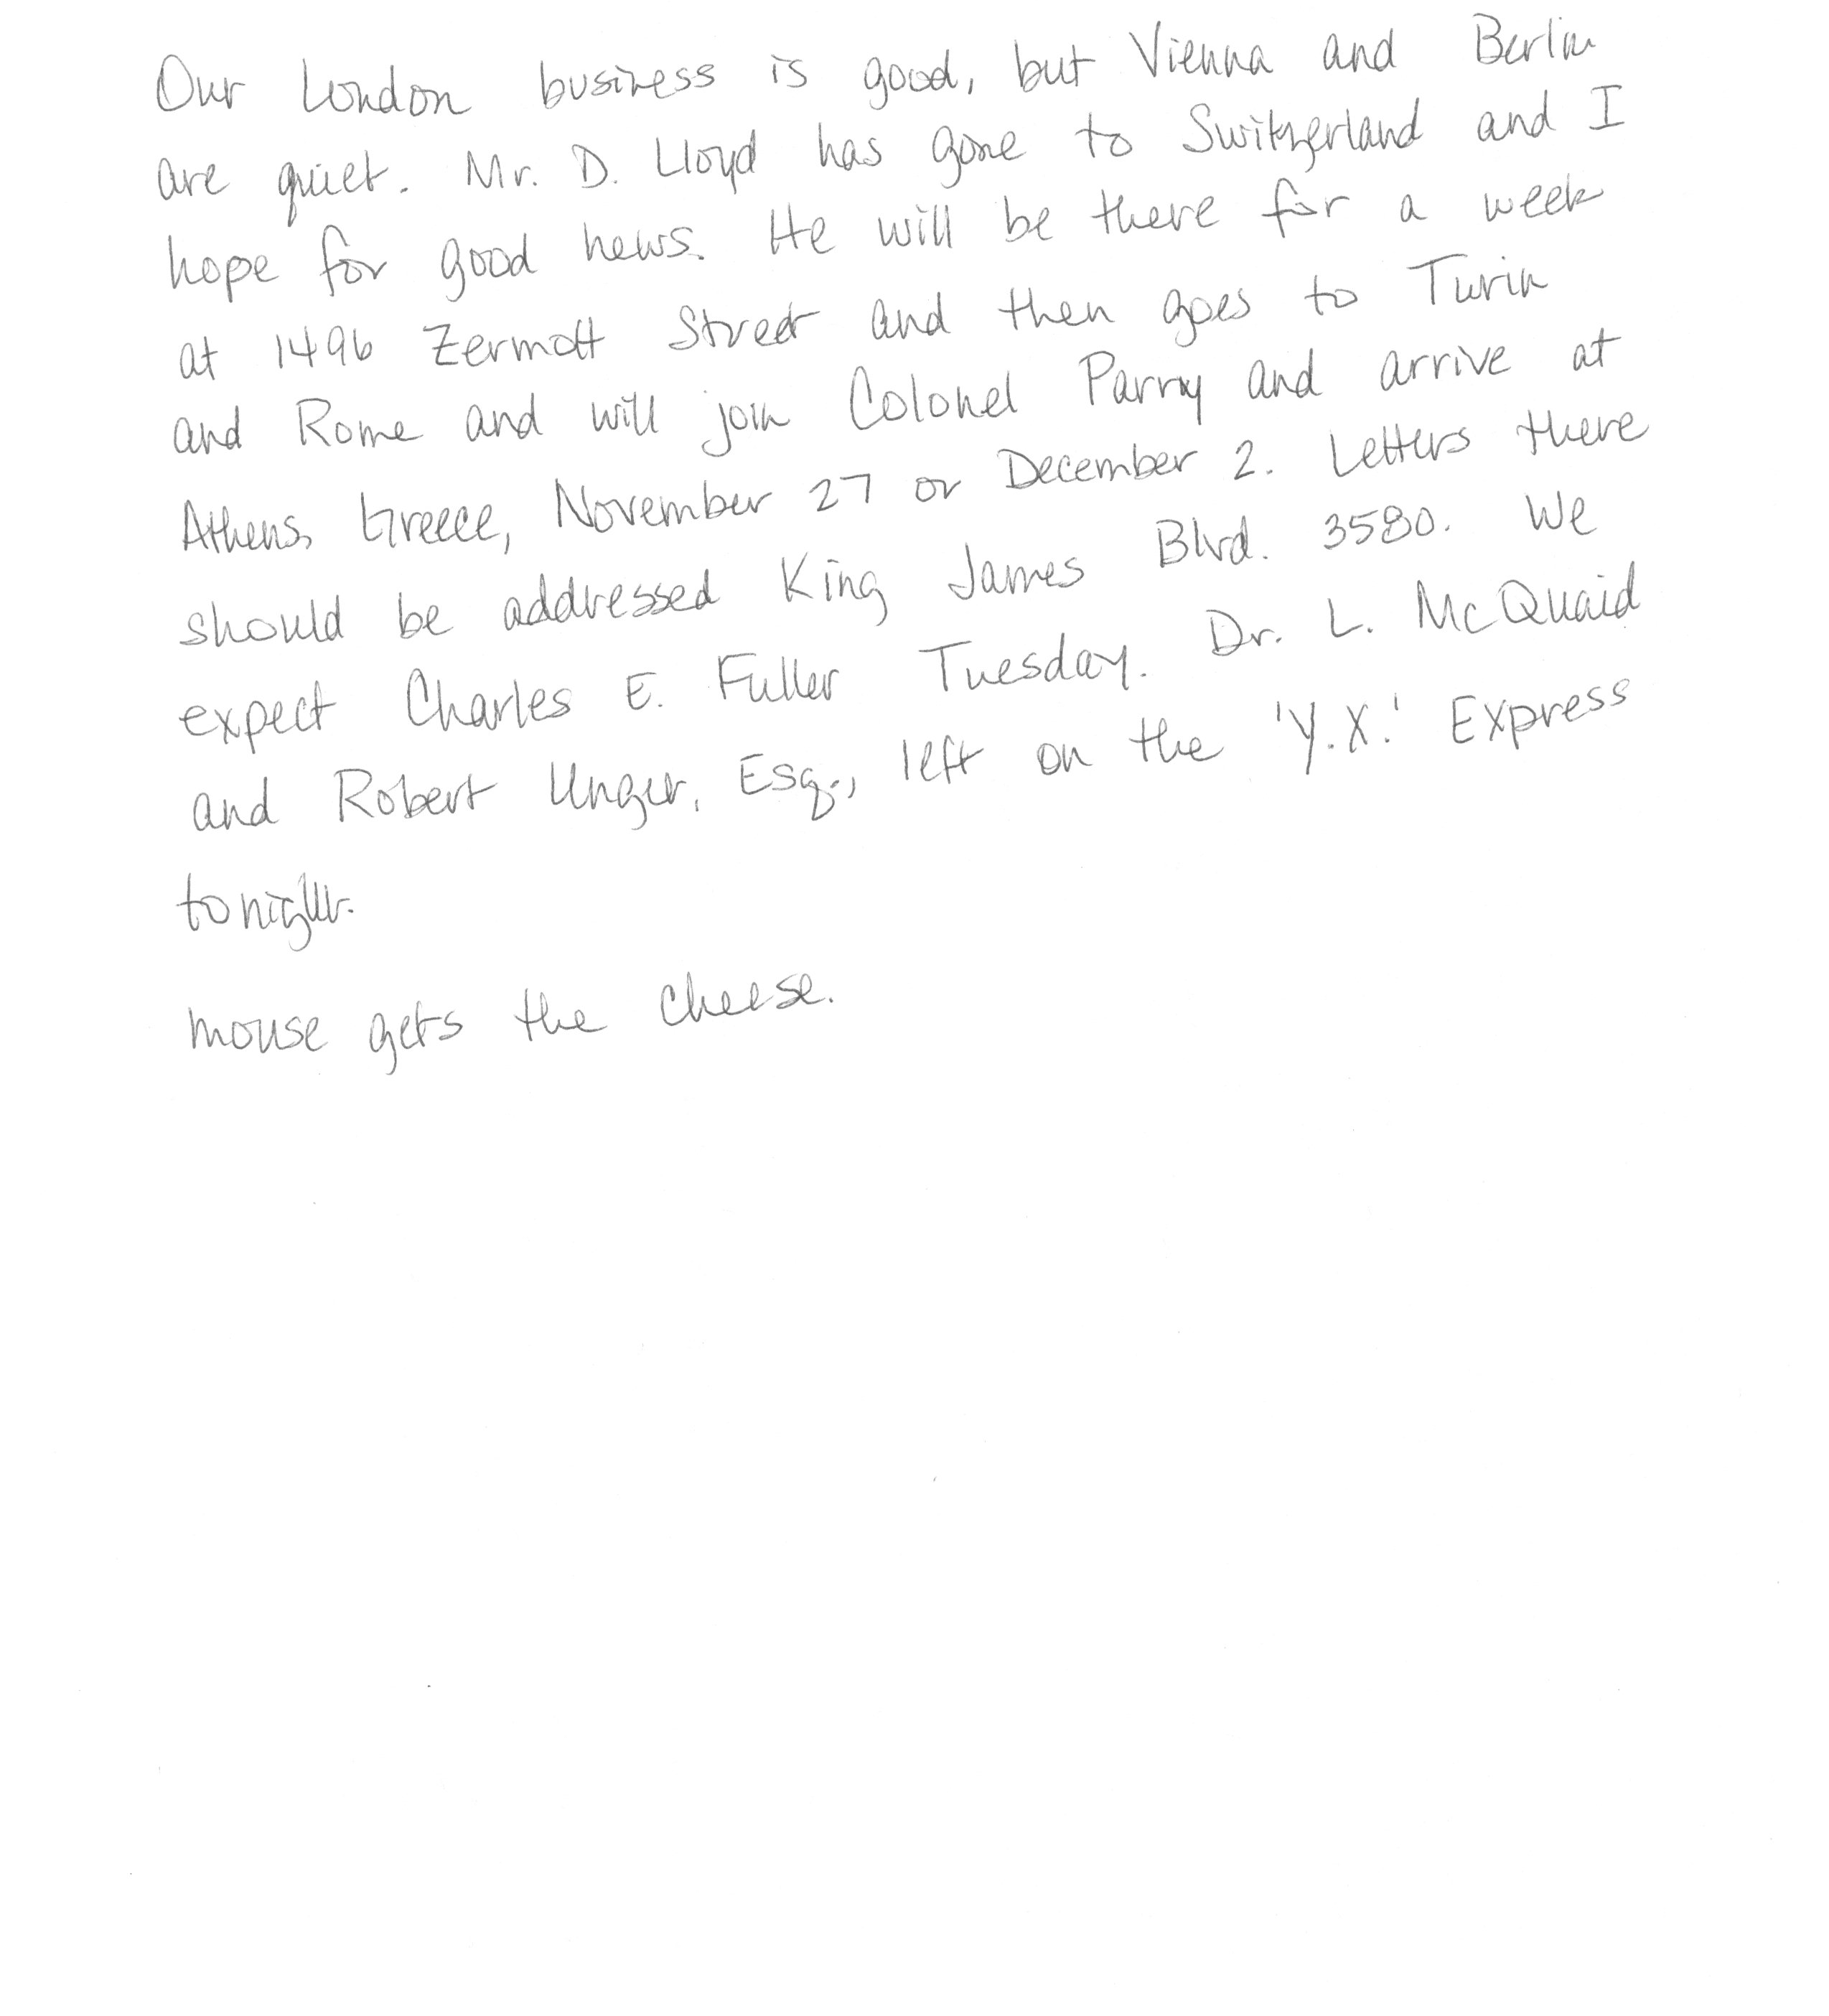 Our London business is good, but Vienna and Berlin
are quiet. Mr. D. Lloyd has gone to Switzerland and I
hope for good news. He will be there for a week
at 1496 Zermott Street and then goes to Turin
and Rome and will join Colonel Parry and arrive at
Athens, Greece, November 27 or December 2. Letters there
should be addressed King James Blvd. 3580. We
expect Charles E. Fuller Tuesday. Dr. L. McQuaid
and Robert Unger, Esq., left on the 'Y.X.' Express
tonight.
mouse gets the cheese.